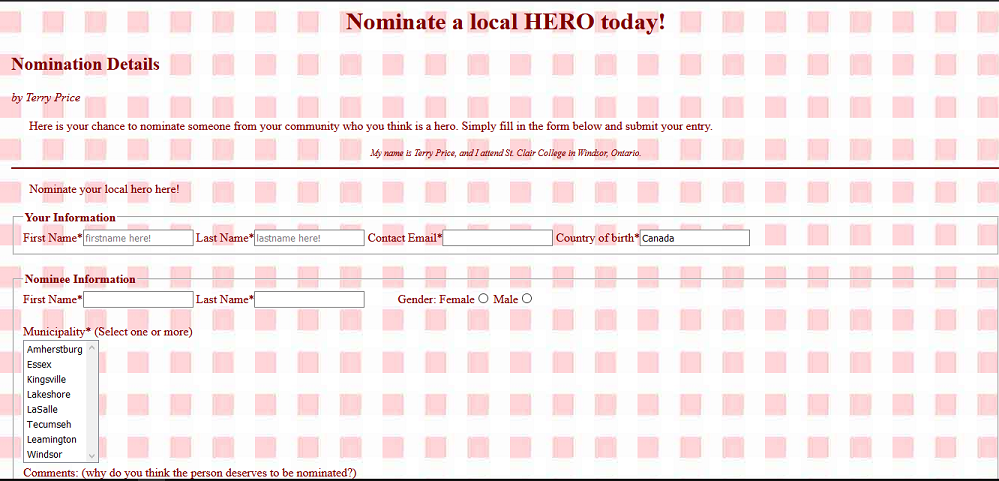 Nominate a local HERO today!
Nomination Details
by Terry Price
Here is your chance to nominate someone from your community who you think is a hero. Simply fill in the form below and submit your entry.
My name is Terry Price, and I attend St. Clair College in Windsor, Ontario.
Nominate your local hero here!
Your Information
First Name* firstname here! Last Name* lastname here! Contact Email* Country of birth* Canada
Nominee Information
First Name* Last Name* Gender: Female Male
Municipality* (Select one or more)
Amherstburg
Essex
Kingsville
Lakeshore
LaSalle
Tecumseh
Leamington
Windsor
Comments: (why do you think the person deserves to be nominated?)